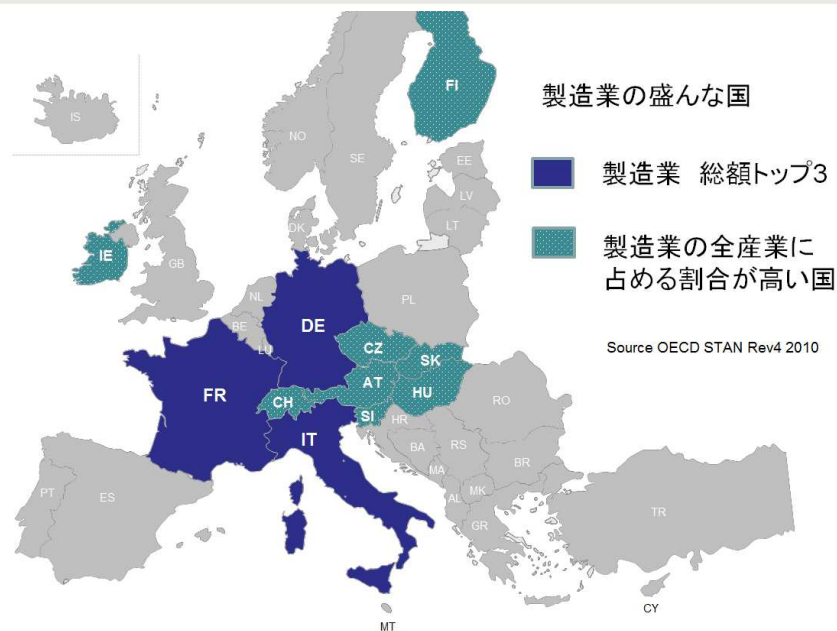 製造業の盛んな国
製造業 総額トップ3
製造業の全産業に
占める割合が高い国
Source OECD STAN Rev4 2010
IS
FI
NO
SE
EE
LV
LT
DK
IE
GB
NL
BE
LU
DE
PL
CZ
SK
FR
CH
AT
HU
SI
IT
HR
RO
BA
RS
MA
BR
AL
MK
PT
ES
GR
TR
MT
CY